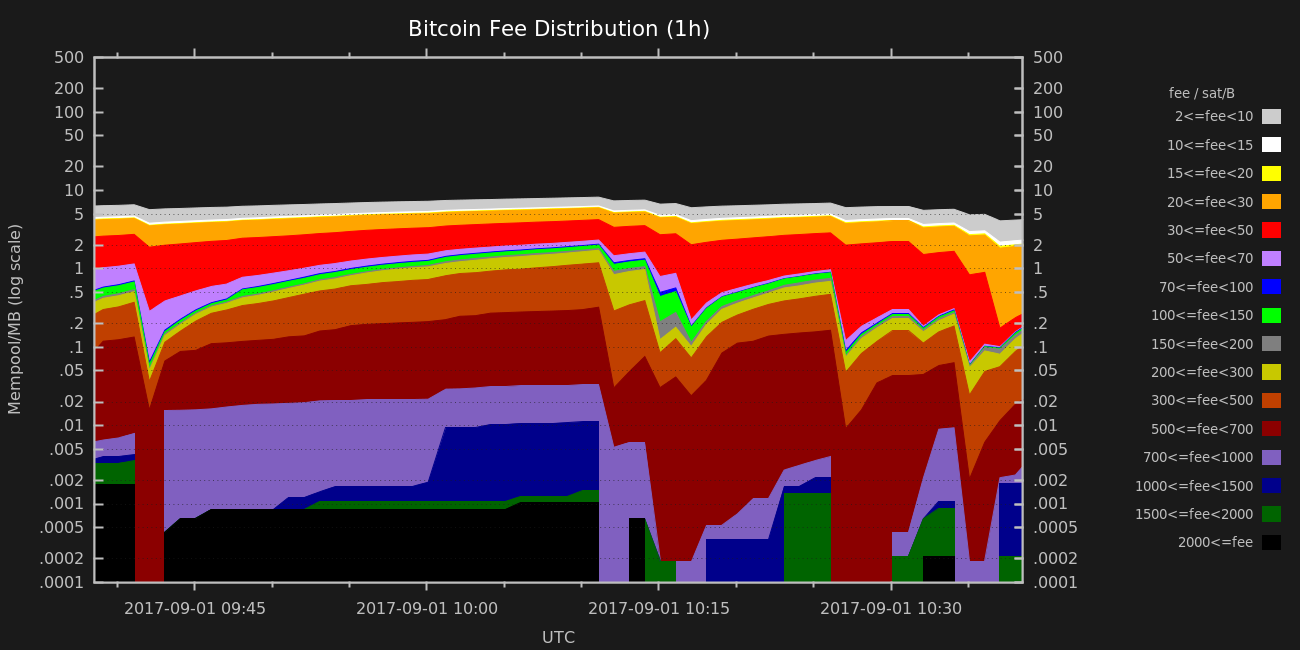 Bitcoin Fee Distribution (1h)
500 500
200 200
100 100
50 50
20 20
10 10
5 5
2 2
1 1
.5 .5
.2 .2
.1 .1
.05 .05
.02 .02
.01 .01
.005 .005
.002 .002
.001 .001
.0005 .0005
.0002 .0002
.0001 .0001
Mempool/MB (log scale)
2017-09-01 09:45 2017-09-01 10:00 2017-09-01 10:15 2017-09-01 10:30
UTC
fee / sat/B
2<=fee<10
10<=fee<15
15<=fee<20
20<=fee<30
30<=fee<50
50<=fee<70
70<=fee<100
100<=fee<150
150<=fee<200
200<=fee<300
300<=fee<500
500<=fee<700
700<=fee<1000
1000<=fee<1500
1500<=fee<2000
2000<=fee